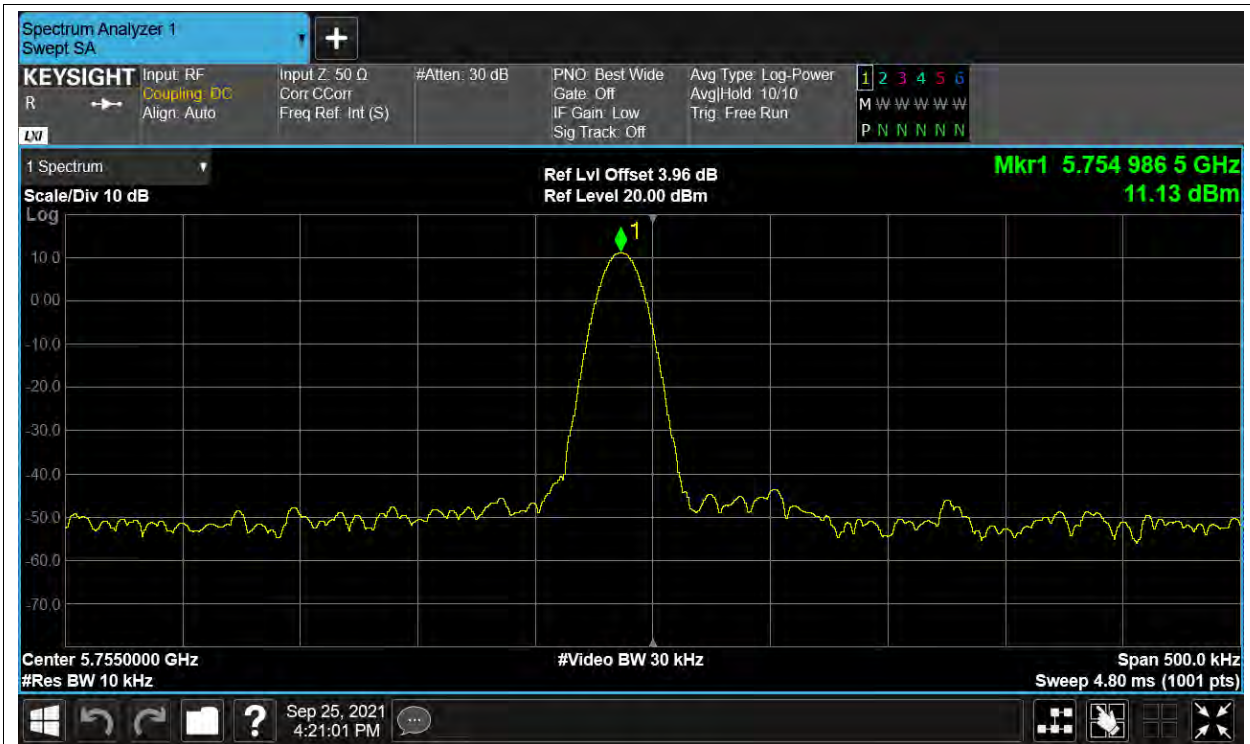 Spectrum Analyzer 1
Swept SA
+
KEYSIGHT
R
LXI
Input: RF
Coupling: DC
Align: Auto
Input Z: 50 Ω
Corr CCorr
Freq Ref: Int (S)
#Atten: 30 dB
PNO: Best Wide
Gate: Off
IF Gain: Low
Sig Track: Off
Avg Type: Log-Power
Avg|Hold: 10/10
Trig: Free Run
1 2 3 4 5 6
M W W W W W W
P N N N N N
1 Spectrum
Scale/Div 10 dB
Log
Ref Lvl Offset 3.96 dB
Ref Level 20.00 dBm
Mkr1 5.754 986 5 GHz
11.13 dBm
1
10.0
0.00
-10.0
-20.0
-30.0
-40.0
-50.0
-60.0
-70.0
Center 5.7550000 GHz
#Res BW 10 kHz
#Video BW 30 kHz
Span 500.0 kHz
Sweep 4.80 ms (1001 pts)
?
Sep 25, 2021
4:21:01 PM